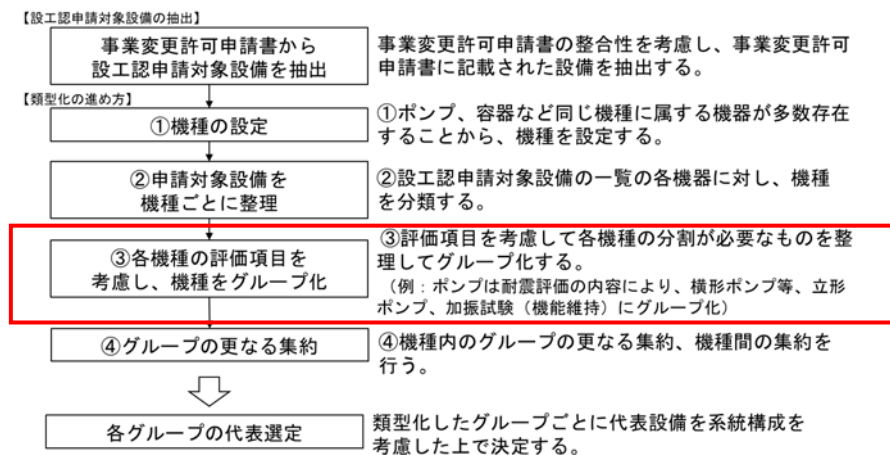 【設工認申請対象設備の抽出】
事業変更許可申請書から
設工認申請対象設備を抽出
事業変更許可申請書の整合性を考慮し、事業変更許可
申請書に記載された設備を抽出する。
【類型化の進め方】
①機種の設定
①ポンプ、容器など同じ機種に属する機器が多数存在
することから、機種を設定する。
②申請対象設備を
機種ごとに整理
②設工認申請対象設備の一覧の各機器に対し、機種
を分類する。
③各機種の評価項目を
考慮し、機種をグループ化
③評価項目を考慮して各機種の分割が必要なものを整
理してグループ化する。
（例：ポンプは耐震評価の内容により、横形ポンプ等、立形
ポンプ、加振試験（機能維持）にグループ化）
④グループの更なる集約
④機種内のグループの更なる集約、機種間の集約を
行う。
各グループの代表選定
類型化したグループごとに代表設備を系統構成を
考慮した上で決定する。